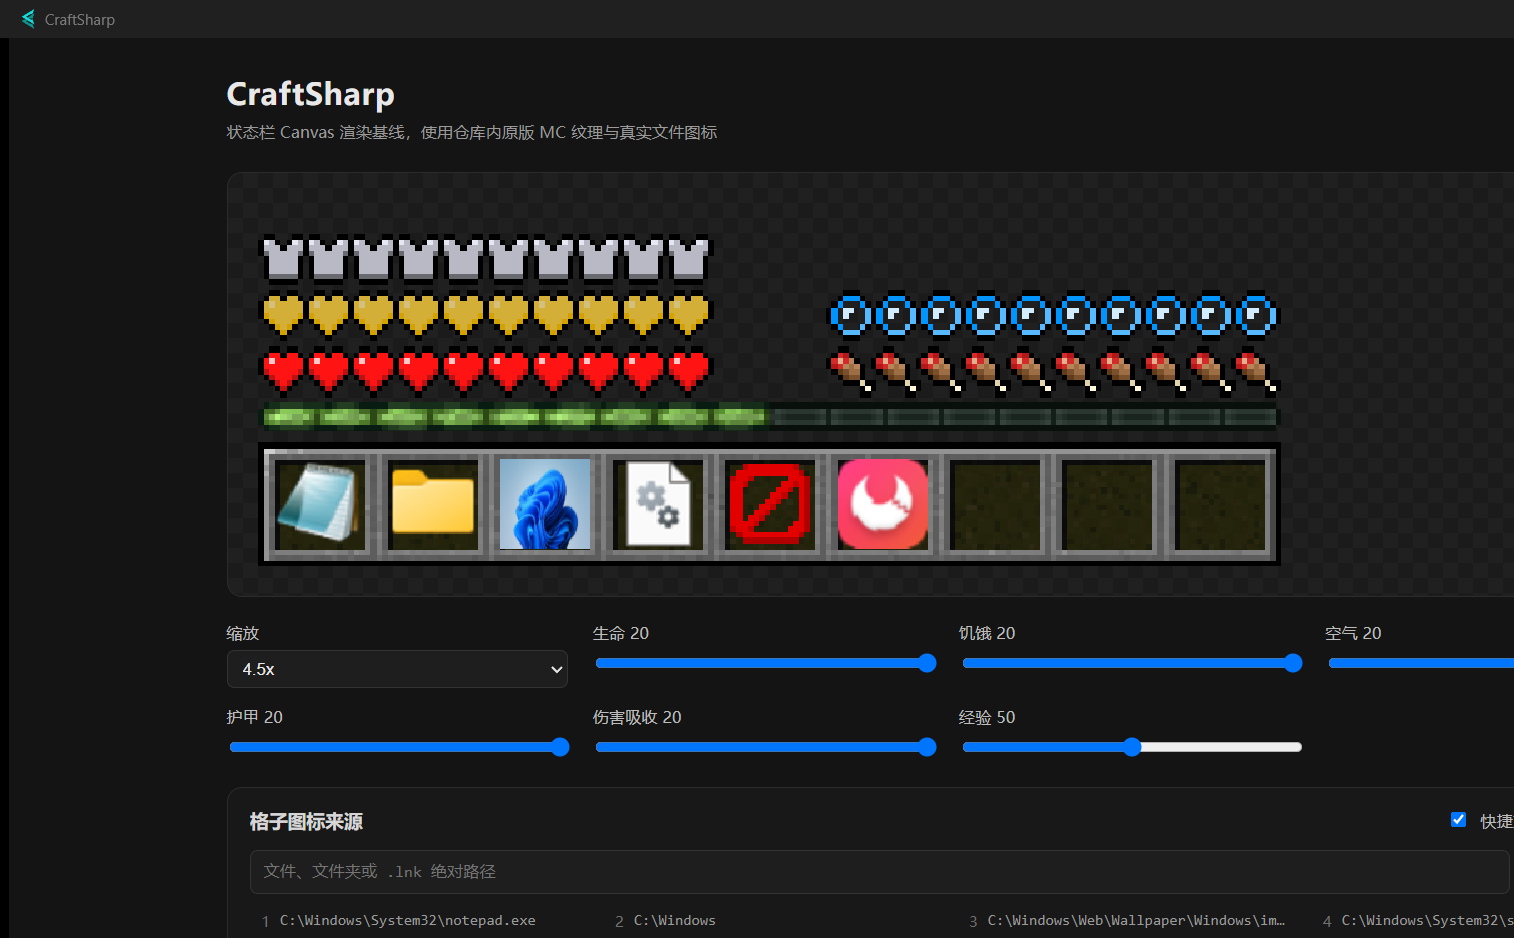 CraftSharp
CraftSharp
状态栏 Canvas 渲染基线，使用仓库内原版 MC 纹理与真实文件图标
缩放
生命 20
饥饿 20
空气 20
4.5x
护甲 20
伤害吸收 20
经验 50
格子图标来源
快捷
文件、文件夹或 .lnk 绝对路径
1 C:\Windows\System32\notepad.exe
2 C:\Windows
3 C:\Windows\Web\Wallpaper\Windows\im…
4 C:\Windows\System32\s